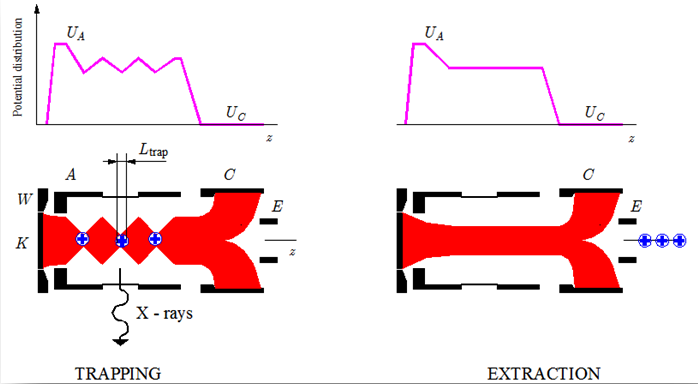 Potential distribution
U_A
U_C
z
U_A
U_C
z
L_trap
A
C
W
E
K
z
X - rays
C
E
TRAPPING
EXTRACTION